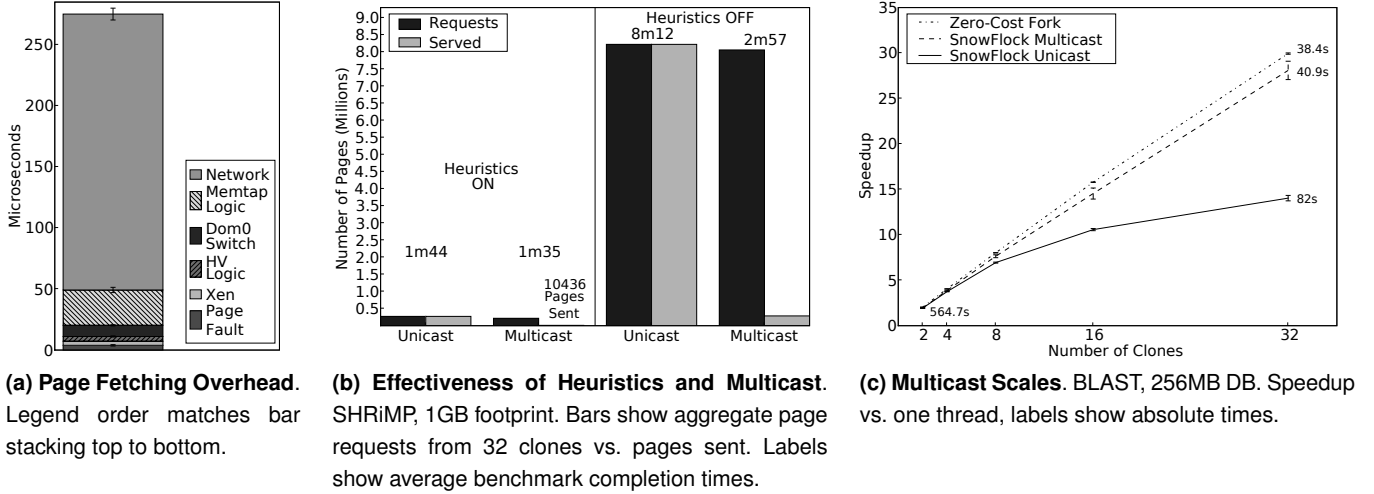 250
200
150
100
50
0
Microseconds
Network
Memtap
Logic
Dom0
Switch
HV
Logic
Xen
Page
Fault
(a) Page Fetching Overhead.
Legend order matches bar
stacking top to bottom.
9.0
8.0
8.5
7.5
7.0
6.5
6.0
5.5
5.0
4.5
4.0
3.5
3.0
2.5
2.0
1.5
1.0
0.5
Number of Pages (Millions)
Requests
Served
Heuristics OFF
8m12
2m57
Heuristics
ON
1m44
1m35
10436
Pages
Sent
Unicast
Multicast
Unicast
Multicast
(b) Effectiveness of Heuristics and Multicast.
SHRiMP, 1GB footprint. Bars show aggregate page
requests from 32 clones vs. pages sent. Labels
show average benchmark completion times.
35
30
25
20
15
10
5
0
Speedup
Zero-Cost Fork
SnowFlock Multicast
SnowFlock Unicast
38.4s
40.9s
82s
564.7s
2
4
8
16
32
Number of Clones
(c) Multicast Scales. BLAST, 256MB DB. Speedup
vs. one thread, labels show absolute times.